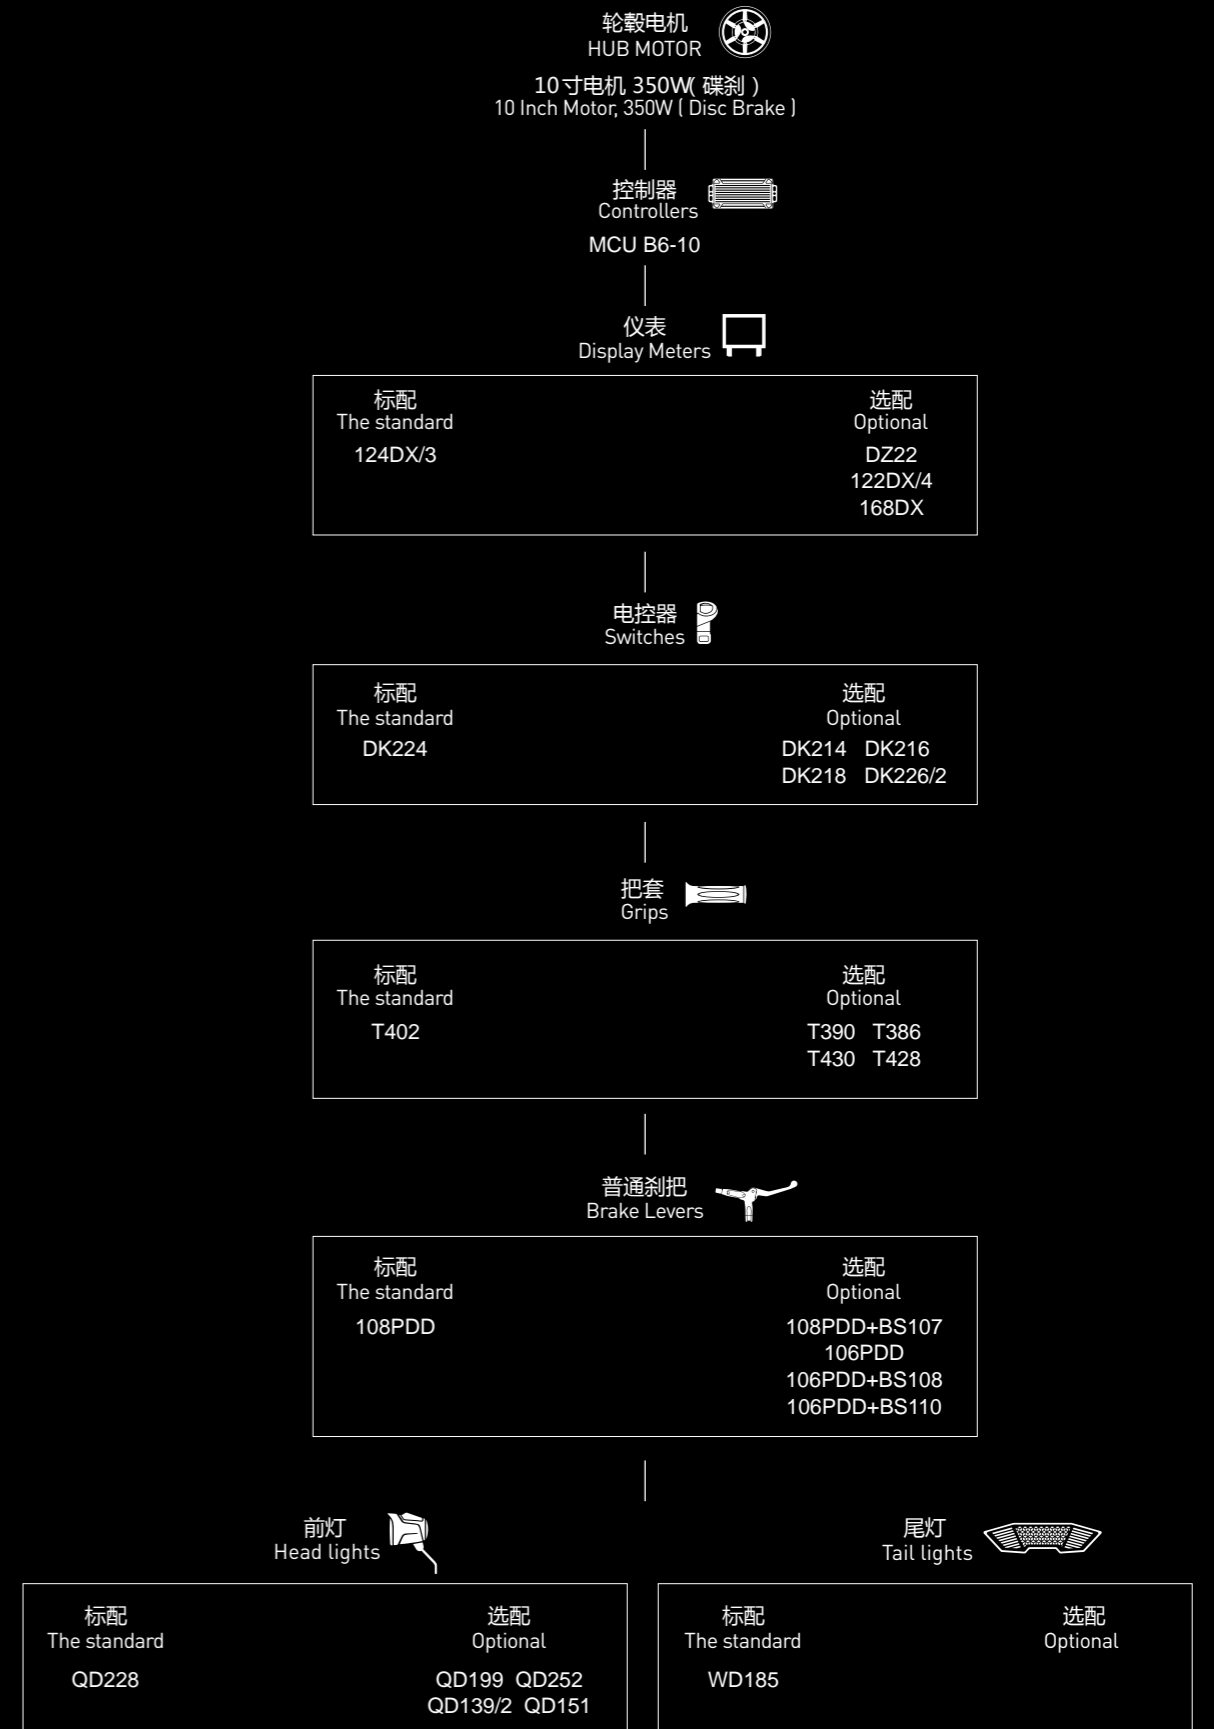 轮毂电机
HUB MOTOR
10寸电机 350W( 碟刹 )
10 Inch Motor, 350W ( Disc Brake )
控制器
Controllers
MCU B6-10
仪表
Display Meters
标配
The standard
124DX/3
选配
Optional
DZ22
122DX/4
168DX
电控器
Switches
标配
The standard
DK224
选配
Optional
DK214 DK216
DK218 DK226/2
把套
Grips
标配
The standard
T402
选配
Optional
T390 T386
T430 T428
普通刹把
Brake Levers
标配
The standard
108PDD
选配
Optional
108PDD+BS107
106PDD
106PDD+BS108
106PDD+BS110
前灯
Head lights
标配
The standard
QD228
选配
Optional
QD199 QD252
QD139/2 QD151
尾灯
Tail lights
标配
The standard
WD185
选配
Optional